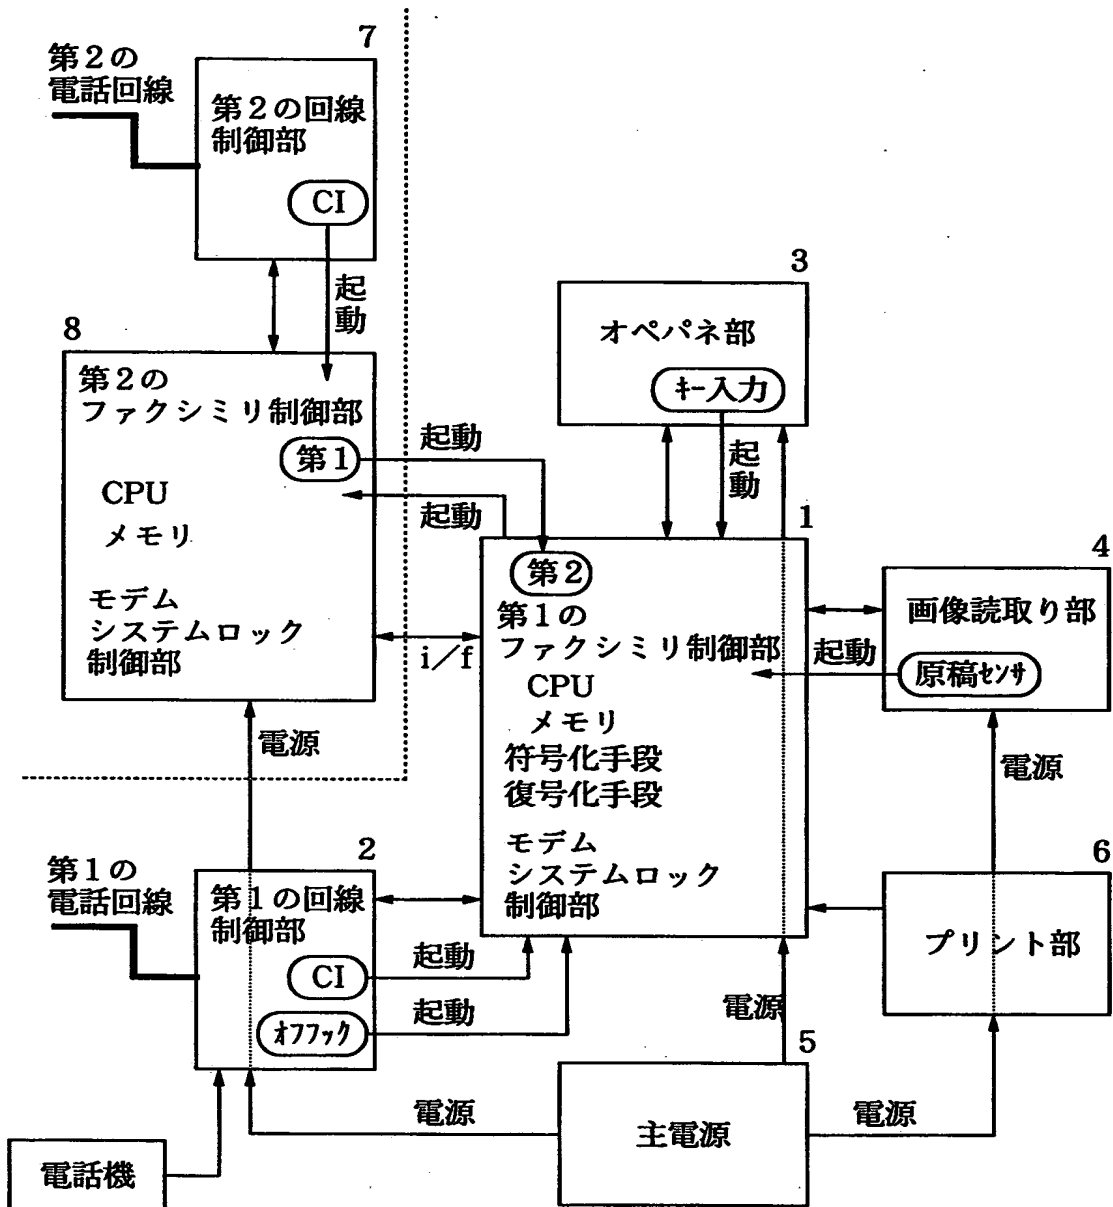 7
第2の
電話回線
第2の回線
制御部
CI
起
動
3
オペパネ部
キー入力
起
動
8
第2の
ファクシミリ制御部
第1
CPU
メモリ
モデム
システムロック
制御部
起動
起動
i/f
1
第2
第1の
ファクシミリ制御部
CPU
メモリ
符号化手段
復号化手段
モデム
システムロック
制御部
4
画像読取り部
起動
原稿センサ
電源
電源
2
第1の
電話回線
第1の回線
制御部
CI
起動
オフフック
起動
6
プリント部
電源
5
主電源
電源
電源
電話機